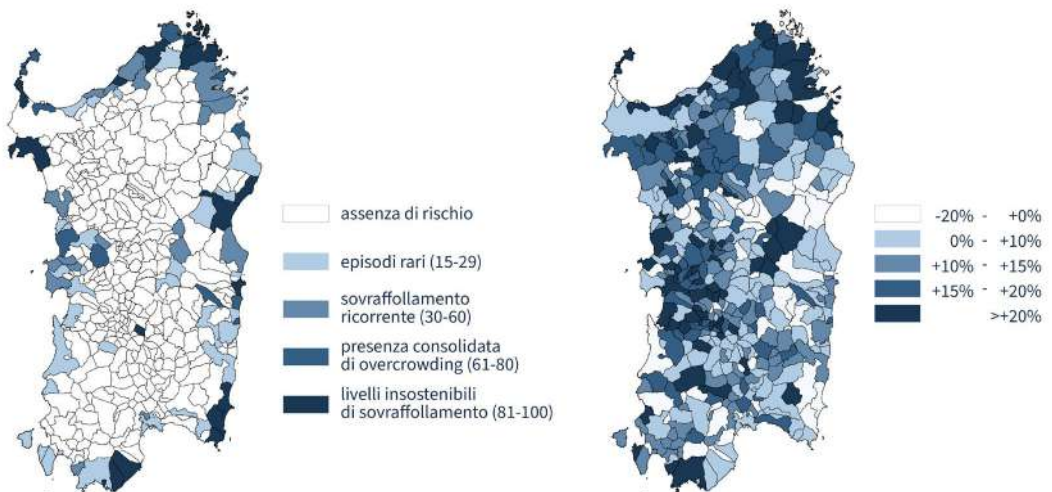 assenza di rischio
episodi rari (15-29)
sovraffollamento
ricorrente (30-60)
presenza consolidata
di overcrowding (61-80)
livelli insostenibili
di sovraffollamento (81-100)
-20% - +0%
0% - +10%
+10% - +15%
+15% - +20%
>+20%